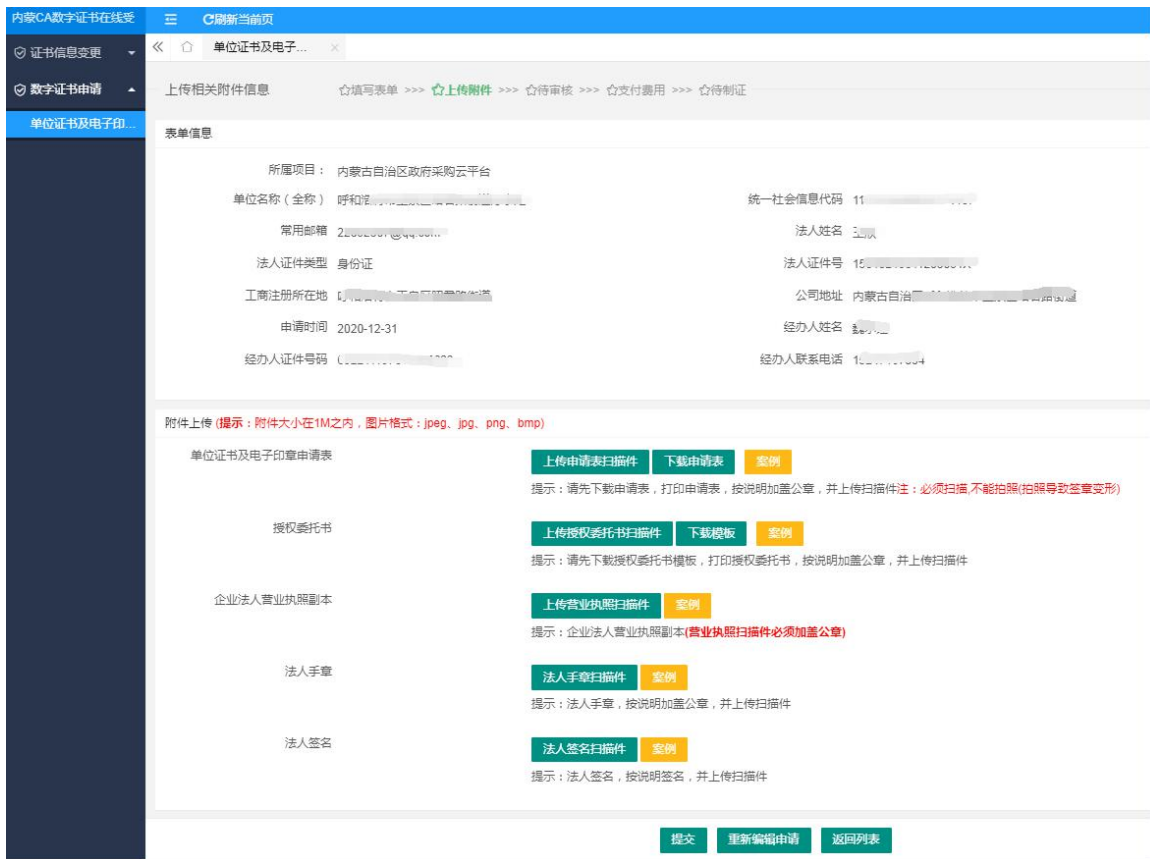 内蒙CA数字证书在线受
刷新当前页
证书信息变更
单位证书及电子...
数字证书申请
单位证书及电子印...
上传相关附件信息
填写表单 >>> 上传附件 >>> 待审核 >>> 支付费用 >>> 待制证
表单信息
所属项目： 内蒙古自治区政府采购云平台
单位名称（全称） 呼和 统一社会信息代码 11
常用邮箱 法人姓名
法人证件类型 身份证 法人证件号
工商注册所在地 公司地址 内蒙古自治
申请时间 2020-12-31 经办人姓名
经办人证件号码 经办人联系电话
附件上传 (提示：附件大小在1M之内，图片格式：jpeg、jpg、png、bmp)
单位证书及电子印章申请表 上传申请表扫描件 下载申请表 案例
提示：请先下载申请表，打印申请表，按说明加盖公章，并上传扫描件注：必须扫描,不能拍照(拍照导致签章变形)
授权委托书 上传授权委托书扫描件 下载模板 案例
提示：请先下载授权委托书模板，打印授权委托书，按说明加盖公章，并上传扫描件
企业法人营业执照副本 上传营业执照扫描件 案例
提示：企业法人营业执照副本(营业执照扫描件必须加盖公章)
法人手章 法人手章扫描件 案例
提示：法人手章，按说明加盖公章，并上传扫描件
法人签名 法人签名扫描件 案例
提示：法人签名，按说明签名，并上传扫描件
提交 重新编辑申请 返回列表